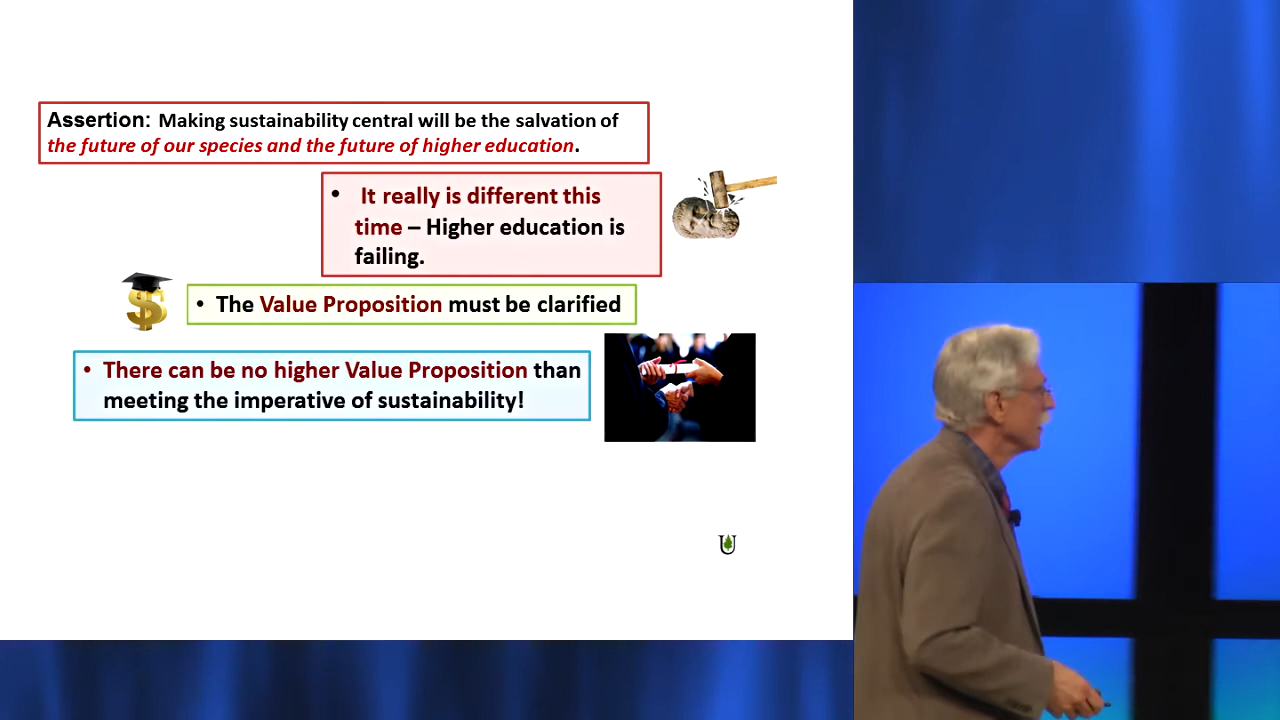 Assertion: Making sustainability central will be the salvation of
the future of our species and the future of higher education.
• It really is different this
time – Higher education is
failing.
• The Value Proposition must be clarified
• There can be no higher Value Proposition than
meeting the imperative of sustainability!
U